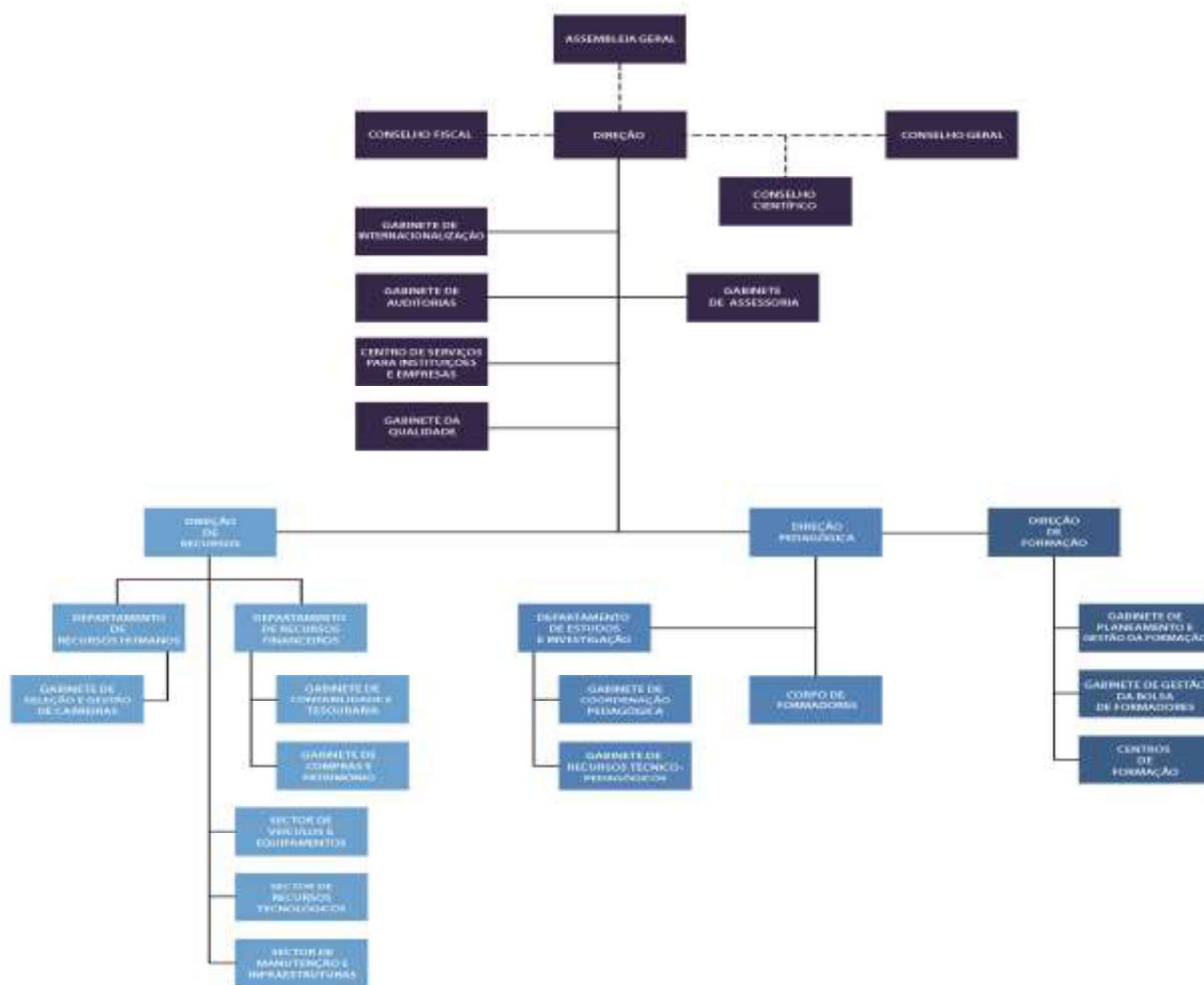 ASSEMBLEIA GERAL
CONSELHO FISCAL
DIREÇÃO
CONSELHO GERAL
CONSELHO
CIENTÍFICO
GABINETE DE
INTERNACIONALIZAÇÃO
GABINETE DE
AUDITORIAS
GABINETE
DE ASSESSORIA
CENTRO DE SERVIÇOS
PARA INSTITUIÇÕES
E EMPRESAS
GABINETE DA
QUALIDADE
DIREÇÃO
DE
RECURSOS
DIREÇÃO
PEDAGÓGICA
DIREÇÃO
DE
FORMAÇÃO
DEPARTAMENTO
DE
RECURSOS HUMANOS
DEPARTAMENTO
DE RECURSOS
FINANCEIROS
DEPARTAMENTO
DE ESTUDOS
E INVESTIGAÇÃO
GABINETE DE
PLANEAMENTO E
GESTÃO DA FORMAÇÃO
GABINETE DE
SELEÇÃO E GESTÃO
DE CARREIRAS
GABINETE DE
CONTABILIDADE E
TESOURARIA
GABINETE DE
COORDENAÇÃO
PEDAGÓGICA
CORPO DE
FORMADORES
GABINETE DE GESTÃO
DA BOLSA
DE FORMADORES
GABINETE DE
COMPRAS E
PATRIMÓNIO
GABINETE DE
RECURSOS TÉCNICO-
PEDAGÓGICOS
CENTROS
DE
FORMAÇÃO
SECTOR DE
VEÍCULOS E
EQUIPAMENTOS
SECTOR DE
RECURSOS
TECNOLÓGICOS
SECTOR DE
MANUTENÇÃO E
INFRAESTRUTURAS